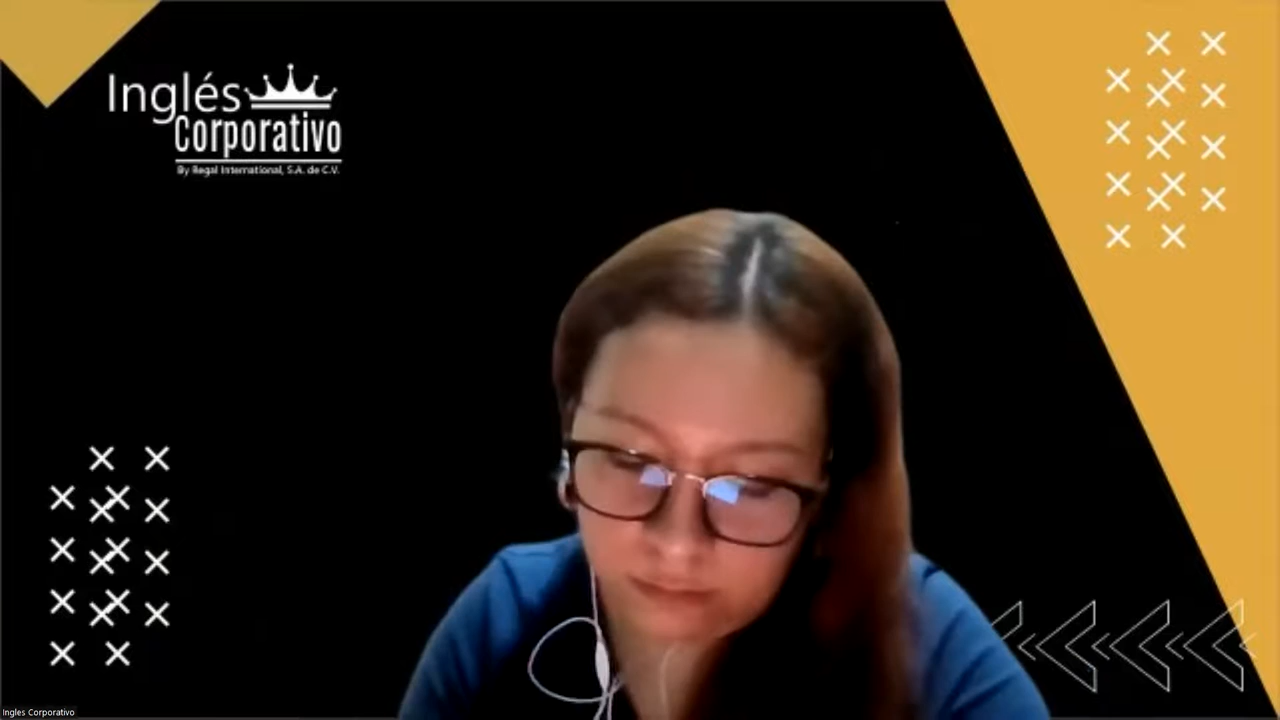 Inglés
Corporativo
By Regal International, S.A. de C.V.
Ingles Corporativo